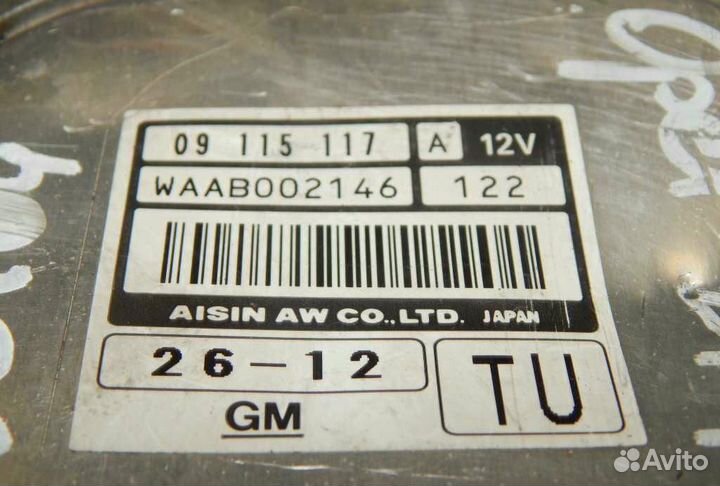 09 115 117 A 12V
WAAB002146 122
AISIN AW CO.,LTD. JAPAN
26-12 TU
GM
Avito